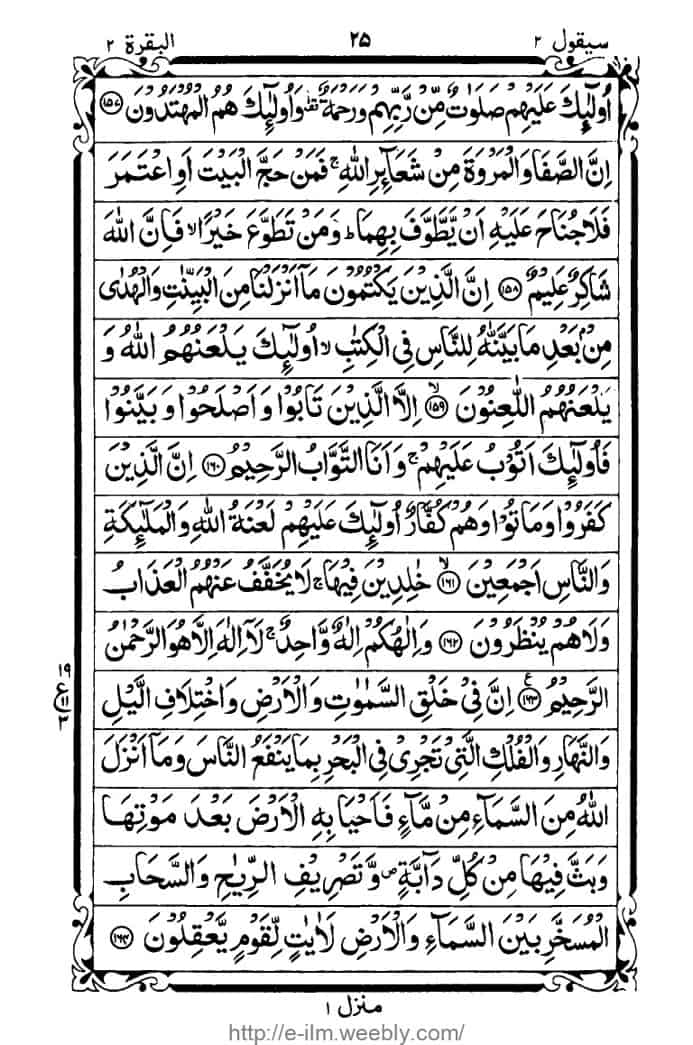 سيقول ٢ ٢٥ البقرة ٢
اُولٰٓئِكَ عَلَيْهِمْ صَلَوٰتٌ مِّنْ رَّبِّهِمْ وَرَحْمَةٌ ۫ وَاُولٰٓئِكَ هُمُ الْمُهْتَدُوْنَ ۝١٥٧
اِنَّ الصَّفَا وَالْمَرْوَةَ مِنْ شَعَآئِرِ اللّٰهِ ۚ فَمَنْ حَجَّ الْبَيْتَ اَوِ اعْتَمَرَ
فَلَا جُنَاحَ عَلَيْهِ اَنْ يَّطَّوَّفَ بِهِمَا ؕ وَمَنْ تَطَوَّعَ خَيْرًا ۙ فَاِنَّ اللّٰهَ
شَاكِرٌ عَلِيْمٌ ۝١٥٨ اِنَّ الَّذِيْنَ يَكْتُمُوْنَ مَآ اَنْزَلْنَا مِنَ الْبَيِّنٰتِ وَالْهُدٰى
مِنْۢ بَعْدِ مَا بَيَّنّٰهُ لِلنَّاسِ فِى الْكِتٰبِ ۙ اُولٰٓئِكَ يَلْعَنُهُمُ اللّٰهُ وَ
يَلْعَنُهُمُ اللّٰعِنُوْنَ ۝١٥٩ ۙ اِلَّا الَّذِيْنَ تَابُوْا وَاَصْلَحُوْا وَبَيَّنُوْا
فَاُولٰٓئِكَ اَتُوْبُ عَلَيْهِمْ ۚ وَاَنَا التَّوَّابُ الرَّحِيْمُ ۝١٦٠ اِنَّ الَّذِيْنَ
كَفَرُوْا وَمَاتُوْا وَهُمْ كُفَّارٌ اُولٰٓئِكَ عَلَيْهِمْ لَعْنَةُ اللّٰهِ وَالْمَلٰٓئِكَةِ
وَالنَّاسِ اَجْمَعِيْنَ ۝١٦١ ۙ خٰلِدِيْنَ فِيْهَا ۚ لَا يُخَفَّفُ عَنْهُمُ الْعَذَابُ
وَلَا هُمْ يُنْظَرُوْنَ ۝١٦٢ وَاِلٰهُكُمْ اِلٰهٌ وَّاحِدٌ ۚ لَآ اِلٰهَ اِلَّا هُوَ الرَّحْمٰنُ
الرَّحِيْمُ ۝١٦٣ ع اِنَّ فِىْ خَلْقِ السَّمٰوٰتِ وَالْاَرْضِ وَاخْتِلَافِ الَّيْلِ
وَالنَّهَارِ وَالْفُلْكِ الَّتِىْ تَجْرِىْ فِى الْبَحْرِ بِمَا يَنْفَعُ النَّاسَ وَمَآ اَنْزَلَ
اللّٰهُ مِنَ السَّمَآءِ مِنْ مَّآءٍ فَاَحْيَا بِهِ الْاَرْضَ بَعْدَ مَوْتِهَا
وَبَثَّ فِيْهَا مِنْ كُلِّ دَآبَّةٍ ۪ وَّتَصْرِيْفِ الرِّيٰحِ وَالسَّحَابِ
الْمُسَخَّرِ بَيْنَ السَّمَآءِ وَالْاَرْضِ لَاٰيٰتٍ لِّقَوْمٍ يَّعْقِلُوْنَ ۝١٦٤
١٩
ع ١١
٣
منزل ١
http://e-ilm.weebly.com/